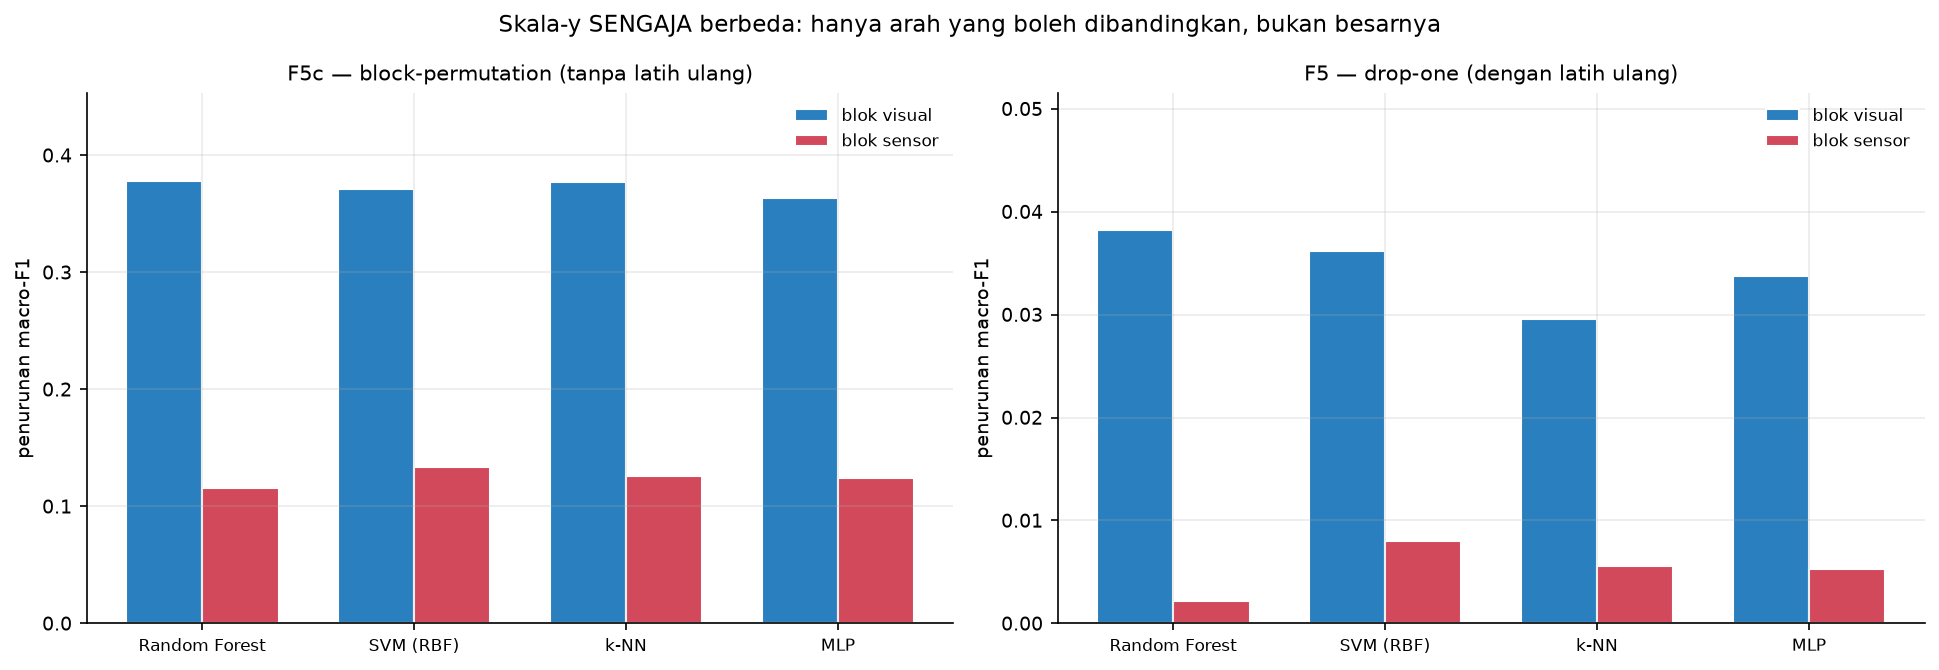 Skala-y SENGAJA berbeda: hanya arah yang boleh dibandingkan, bukan besarnya
F5c — block-permutation (tanpa latih ulang)
blok visual
blok sensor
penurunan macro-F1
0.4
0.3
0.2
0.1
0.0
Random Forest
SVM (RBF)
k-NN
MLP
F5 — drop-one (dengan latih ulang)
blok visual
blok sensor
penurunan macro-F1
0.05
0.04
0.03
0.02
0.01
0.00
Random Forest
SVM (RBF)
k-NN
MLP